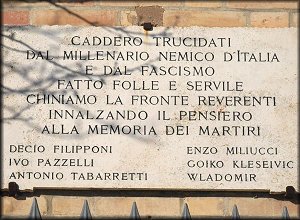 CADDERO TRUCIDATI
DAL MILLENARIO NEMICO D'ITALIA
E DAL FASCISMO
FATTO FOLLE E SERVILE
CHINIAMO LA FRONTE REVERENTI
INNALZANDO IL PENSIERO
ALLA MEMORIA DEI MARTIRI
DECIO FILIPPONI
IVO PAZZELLI
ANTONIO TABARRETTI
ENZO MILIUCCI
GOIKO KLESEIVIC
WLADOMIR